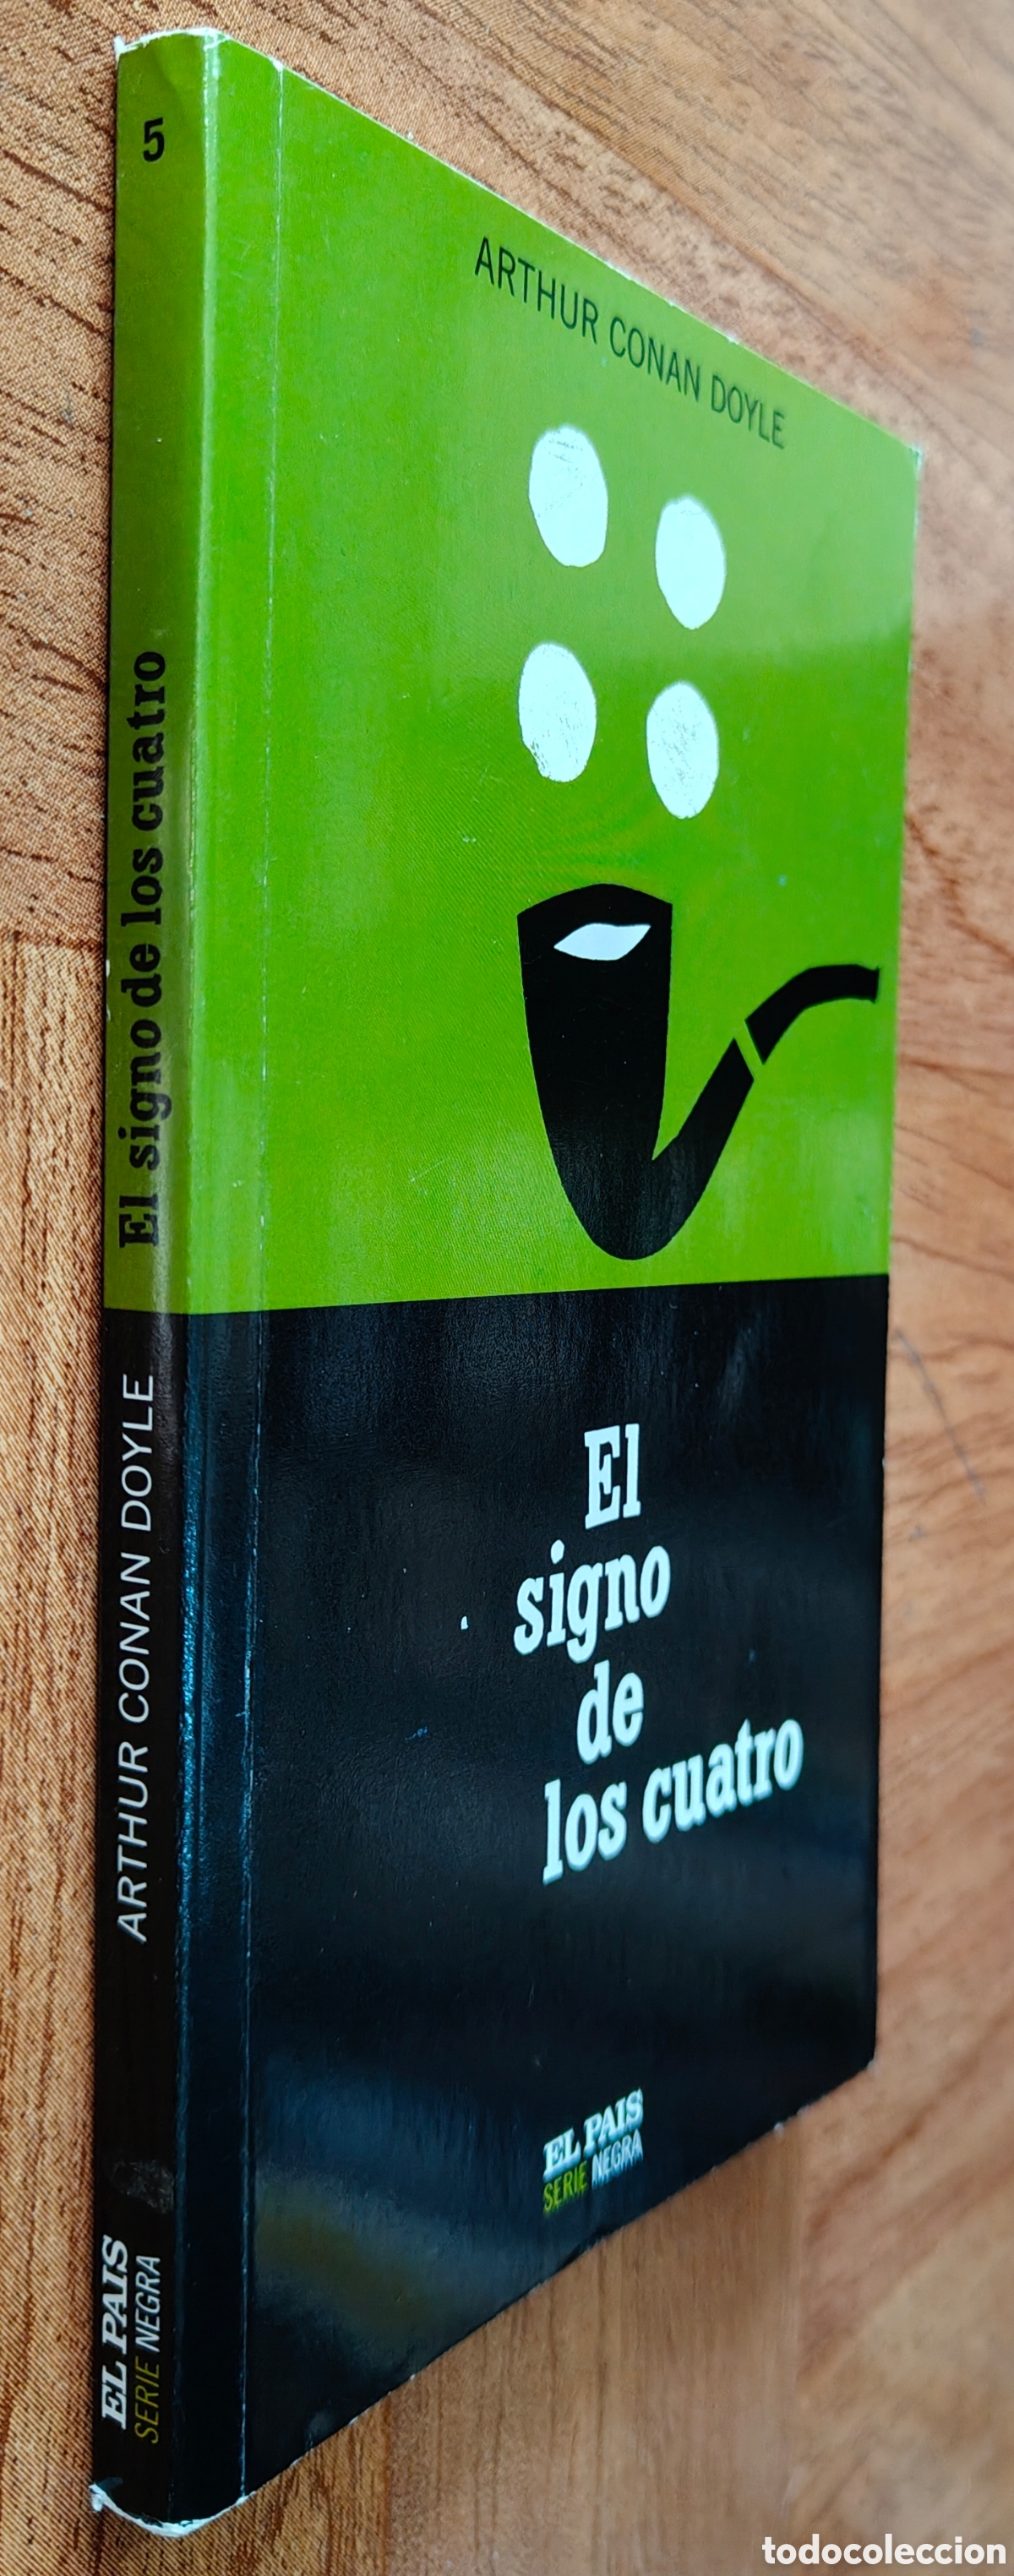 5
El signo de los cuatro
ARTHUR CONAN DOYLE
EL PAIS
SERIE NEGRA
ARTHUR CONAN DOYLE
El
signo
de
los cuatro
EL PAIS
SERIE NEGRA
todocoleccion